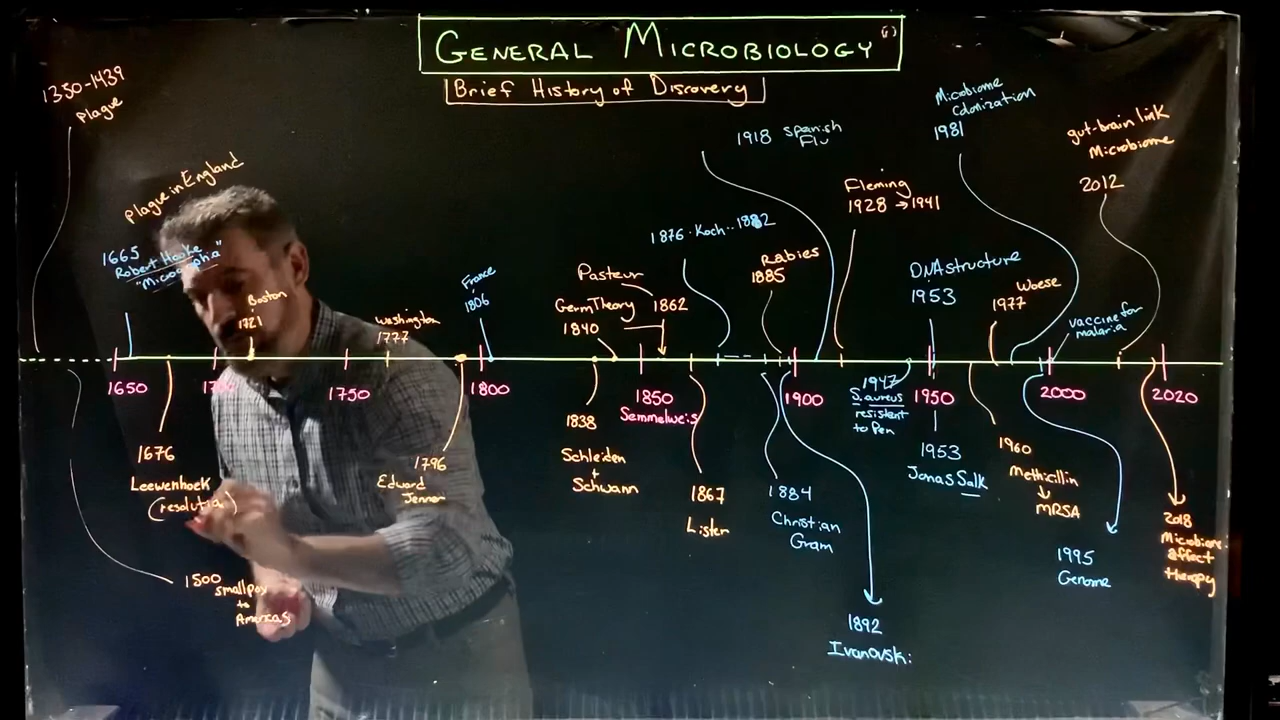 GENERAL MICROBIOLOGY (1)
Brief History of Discovery
1350-1439
Plague
Plague in England
1665
Robert Hooke
"Micrographia"
Boston
1721
Washington
1777
France
1806
Pasteur
Germ Theory 1862
1840
1876 · Koch ·· 1882
Rabies
1885
1918 Spanish
Flu
Fleming
1928 → 1941
DNA structure
1953
Micobiome
Colonization
1981
Woese
1977
vaccine for
malaria
gut-brain link
Microbiome
2012
1650
1750
1800
1850
Semmelweis
1900
1950
2000
2020
1676
Leewenhoek
(resolution)
1500
smallpox
to
Americas
1796
Edward
Jenner
1838
Schleiden
+
Schwann
1867
Lister
1884
Christian
Gram
1892
Ivanovski
1947
S. aureus
resistent
to Pen
1953
Jonas Salk
1960
Methicillin
↓
MRSA
1995
Genome
2018
Microbiome
affect
therapy